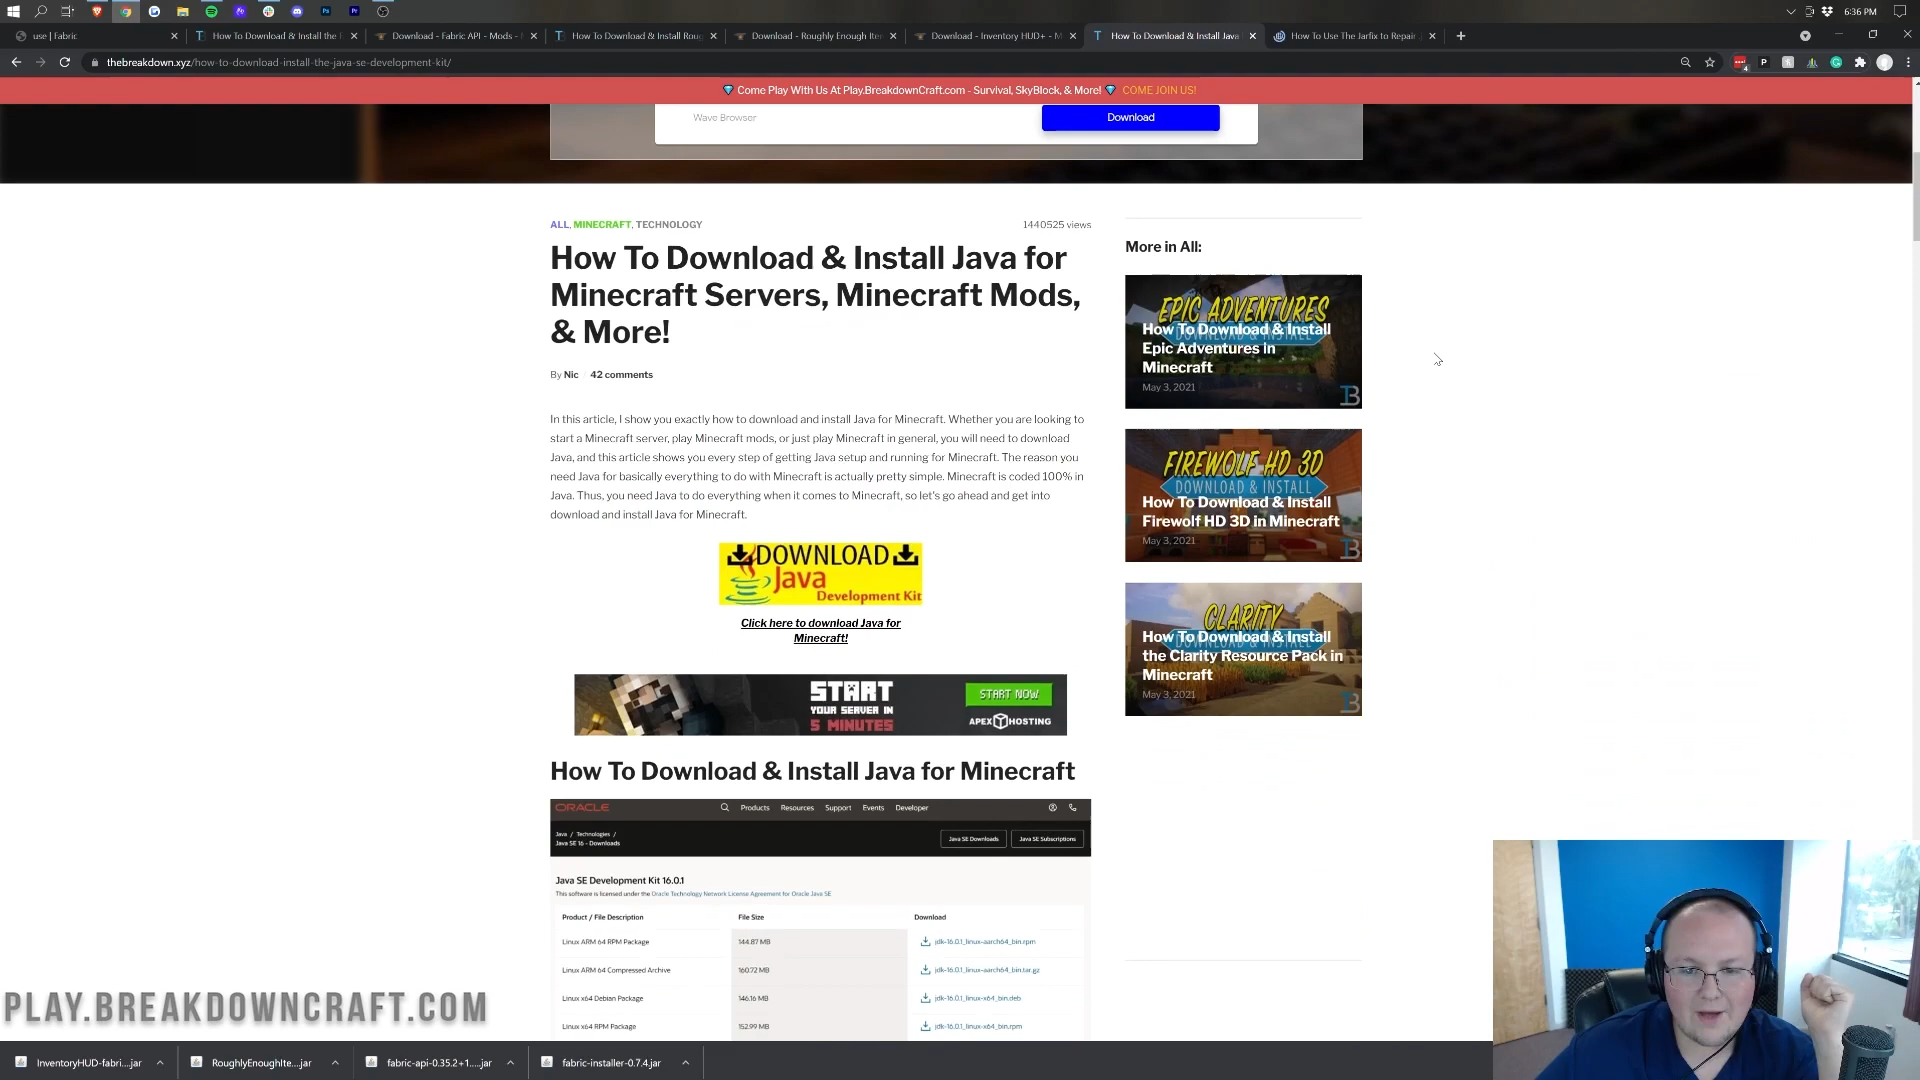 6:36 PM
use | Fabric
How To Download & Install the
Download - Fabric API - Mods -
How To Download & Install Roug
Download - Roughly Enough Ite
Download - Inventory HUD+ - M
How To Download & Install Java
How To Use The Jarfix to Repair
thebreakdown.xyz/how-to-download-install-the-java-se-development-kit/
Come Play With Us At Play.BreakdownCraft.com - Survival, SkyBlock, & More! COME JOIN US!
Wave Browser
Download
ALL, MINECRAFT, TECHNOLOGY
1440525 views
How To Download & Install Java for
Minecraft Servers, Minecraft Mods,
& More!
By Nic 42 comments
In this article, I show you exactly how to download and install Java for Minecraft. Whether you are looking to
start a Minecraft server, play Minecraft mods, or just play Minecraft in general, you will need to download
Java, and this article shows you every step of getting Java setup and running for Minecraft. The reason you
need Java for basically everything to do with Minecraft is actually pretty simple. Minecraft is coded 100% in
Java. Thus, you need Java to do everything when it comes to Minecraft, so let's go ahead and get into
download and install Java for Minecraft.
DOWNLOAD
Java
Development Kit
Click here to download Java for
Minecraft!
START
YOUR SERVER IN
5 MINUTES
START NOW
APEX HOSTING
How To Download & Install Java for Minecraft
ORACLE
Products Resources Support Events Developer
Java / Technologies /
Java SE 16 - Downloads
Java SE Downloads
Java SE Subscriptions
Java SE Development Kit 16.0.1
This software is licensed under the Oracle Technology Network License Agreement for Oracle Java SE
Product / File Description File Size Download
Linux ARM 64 RPM Package 144.87 MB jdk-16.0.1_linux-aarch64_bin.rpm
Linux ARM 64 Compressed Archive 160.72 MB jdk-16.0.1_linux-aarch64_bin.tar.gz
Linux x64 Debian Package 146.16 MB jdk-16.0.1_linux-x64_bin.deb
Linux x64 RPM Package 152.99 MB jdk-16.0.1_linux-x64_bin.rpm
More in All:
EPIC ADVENTURES
DOWNLOAD & INSTALL
How To Download & Install
Epic Adventures in
Minecraft
May 3, 2021
FIREWOLF HD 3D
DOWNLOAD & INSTALL
How To Download & Install
Firewolf HD 3D in Minecraft
May 3, 2021
CLARITY
DOWNLOAD & INSTALL
How To Download & Install
the Clarity Resource Pack in
Minecraft
May 3, 2021
PLAY.BREAKDOWNCRAFT.COM
InventoryHUD-fabri....jar
RoughlyEnoughIte....jar
fabric-api-0.35.2+1....jar
fabric-installer-0.7.4.jar